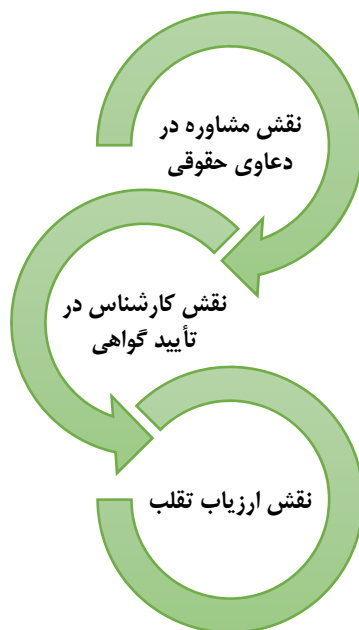 نقش مشاوره در
دعاوی حقوقی
نقش کارشناس در
تأیید گواهی
نقش ارزیاب تقلب